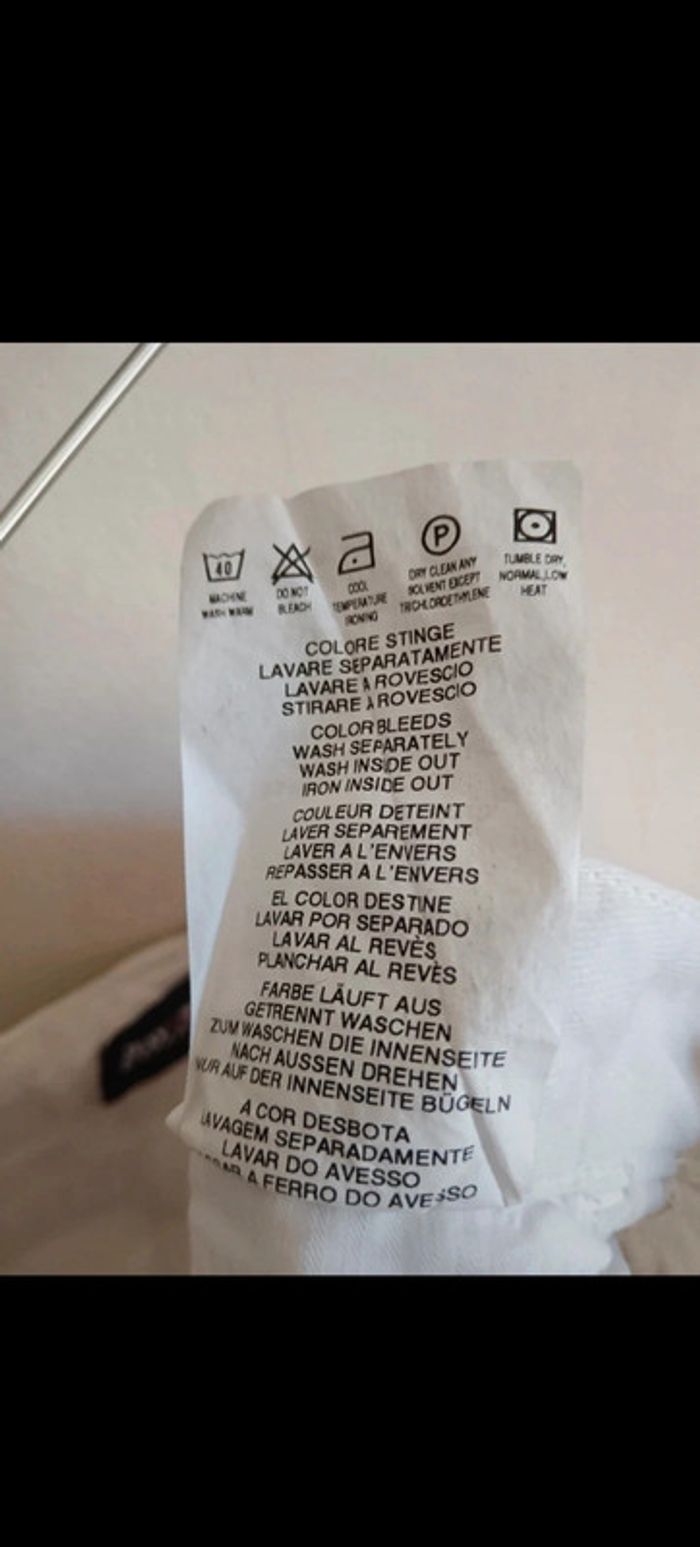 40
MACHINE
WASH WARM
DO NOT
BLEACH
COOL
TEMPERATURE
IRONING
P
DRY CLEAN ANY
SOLVENT EXCEPT
TRICHLOROETHYLENE
TUMBLE DRY,
NORMAL, LOW
HEAT
COLORE STINGE
LAVARE SEPARATAMENTE
LAVARE A ROVESCIO
STIRARE A ROVESCIO
COLOR BLEEDS
WASH SEPARATELY
WASH INSIDE OUT
IRON INSIDE OUT
COULEUR DETEINT
LAVER SEPAREMENT
LAVER A L'ENVERS
REPASSER A L'ENVERS
EL COLOR DESTINE
LAVAR POR SEPARADO
LAVAR AL REVÈS
PLANCHAR AL REVÈS
FARBE LÄUFT AUS
GETRENNT WASCHEN
ZUM WASCHEN DIE INNENSEITE
NACH AUSSEN DREHEN
NUR AUF DER INNENSEITE BÜGELN
A COR DESBOTA
LAVAGEM SEPARADAMENTE
LAVAR DO AVESSO
A FERRO DO AVESSO